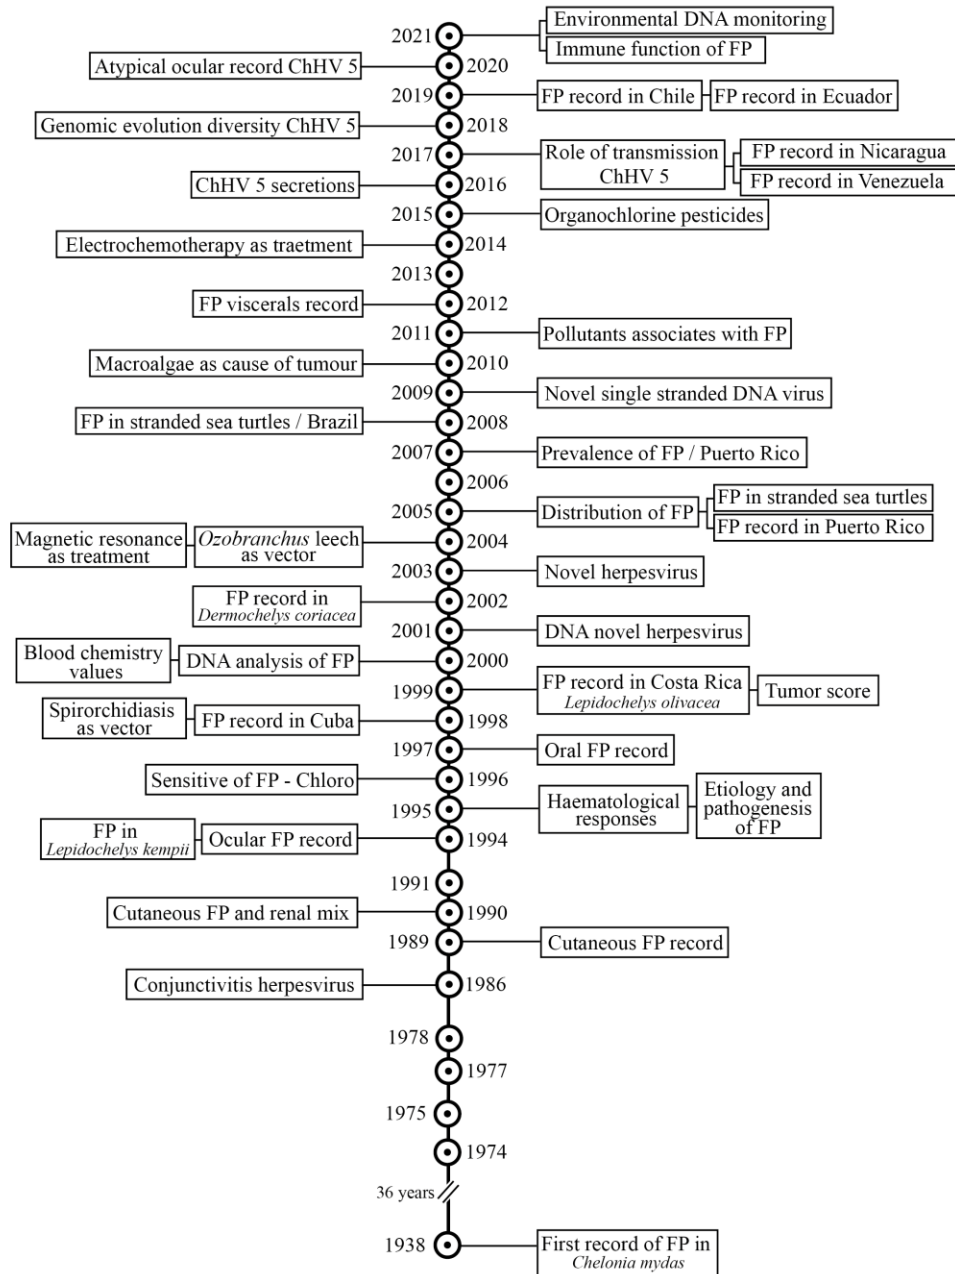 Environmental DNA monitoring
2021
Immune function of FP
Atypical ocular record ChHV 5
2020
2019
FP record in Chile
FP record in Ecuador
Genomic evolution diversity ChHV 5
2018
2017
Role of transmission
ChHV 5
FP record in Nicaragua
FP record in Venezuela
ChHV 5 secretions
2016
2015
Organochlorine pesticides
Electrochemotherapy as traetment
2014
2013
FP viscerals record
2012
2011
Pollutants associates with FP
Macroalgae as cause of tumour
2010
2009
Novel single stranded DNA virus
FP in stranded sea turtles / Brazil
2008
2007
Prevalence of FP / Puerto Rico
2006
2005
Distribution of FP
FP in stranded sea turtles
FP record in Puerto Rico
Magnetic resonance
as treatment
Ozobranchus leech
as vector
2004
2003
Novel herpesvirus
FP record in
Dermochelys coriacea
2002
2001
DNA novel herpesvirus
Blood chemistry
values
DNA analysis of FP
2000
1999
FP record in Costa Rica
Lepidochelys olivacea
Tumor score
Spirorchidiasis
as vector
FP record in Cuba
1998
1997
Oral FP record
Sensitive of FP - Chloro
1996
1995
Haematological
responses
Etiology and
pathogenesis
of FP
FP in
Lepidochelys kempii
Ocular FP record
1994
1991
Cutaneous FP and renal mix
1990
1989
Cutaneous FP record
Conjunctivitis herpesvirus
1986
1978
1977
1975
1974
36 years
1938
First record of FP in
Chelonia mydas